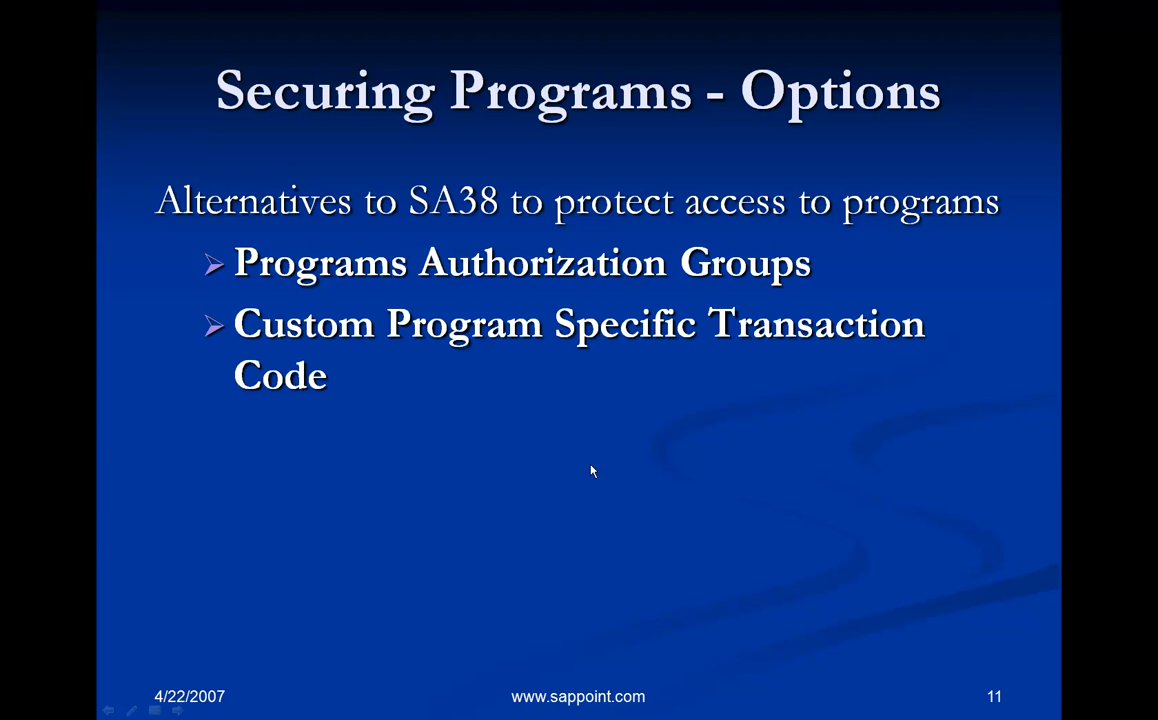 Securing Programs - Options
Alternatives to SA38 to protect access to programs
Programs Authorization Groups
Custom Program Specific Transaction
Code
4/22/2007
www.sappoint.com
11